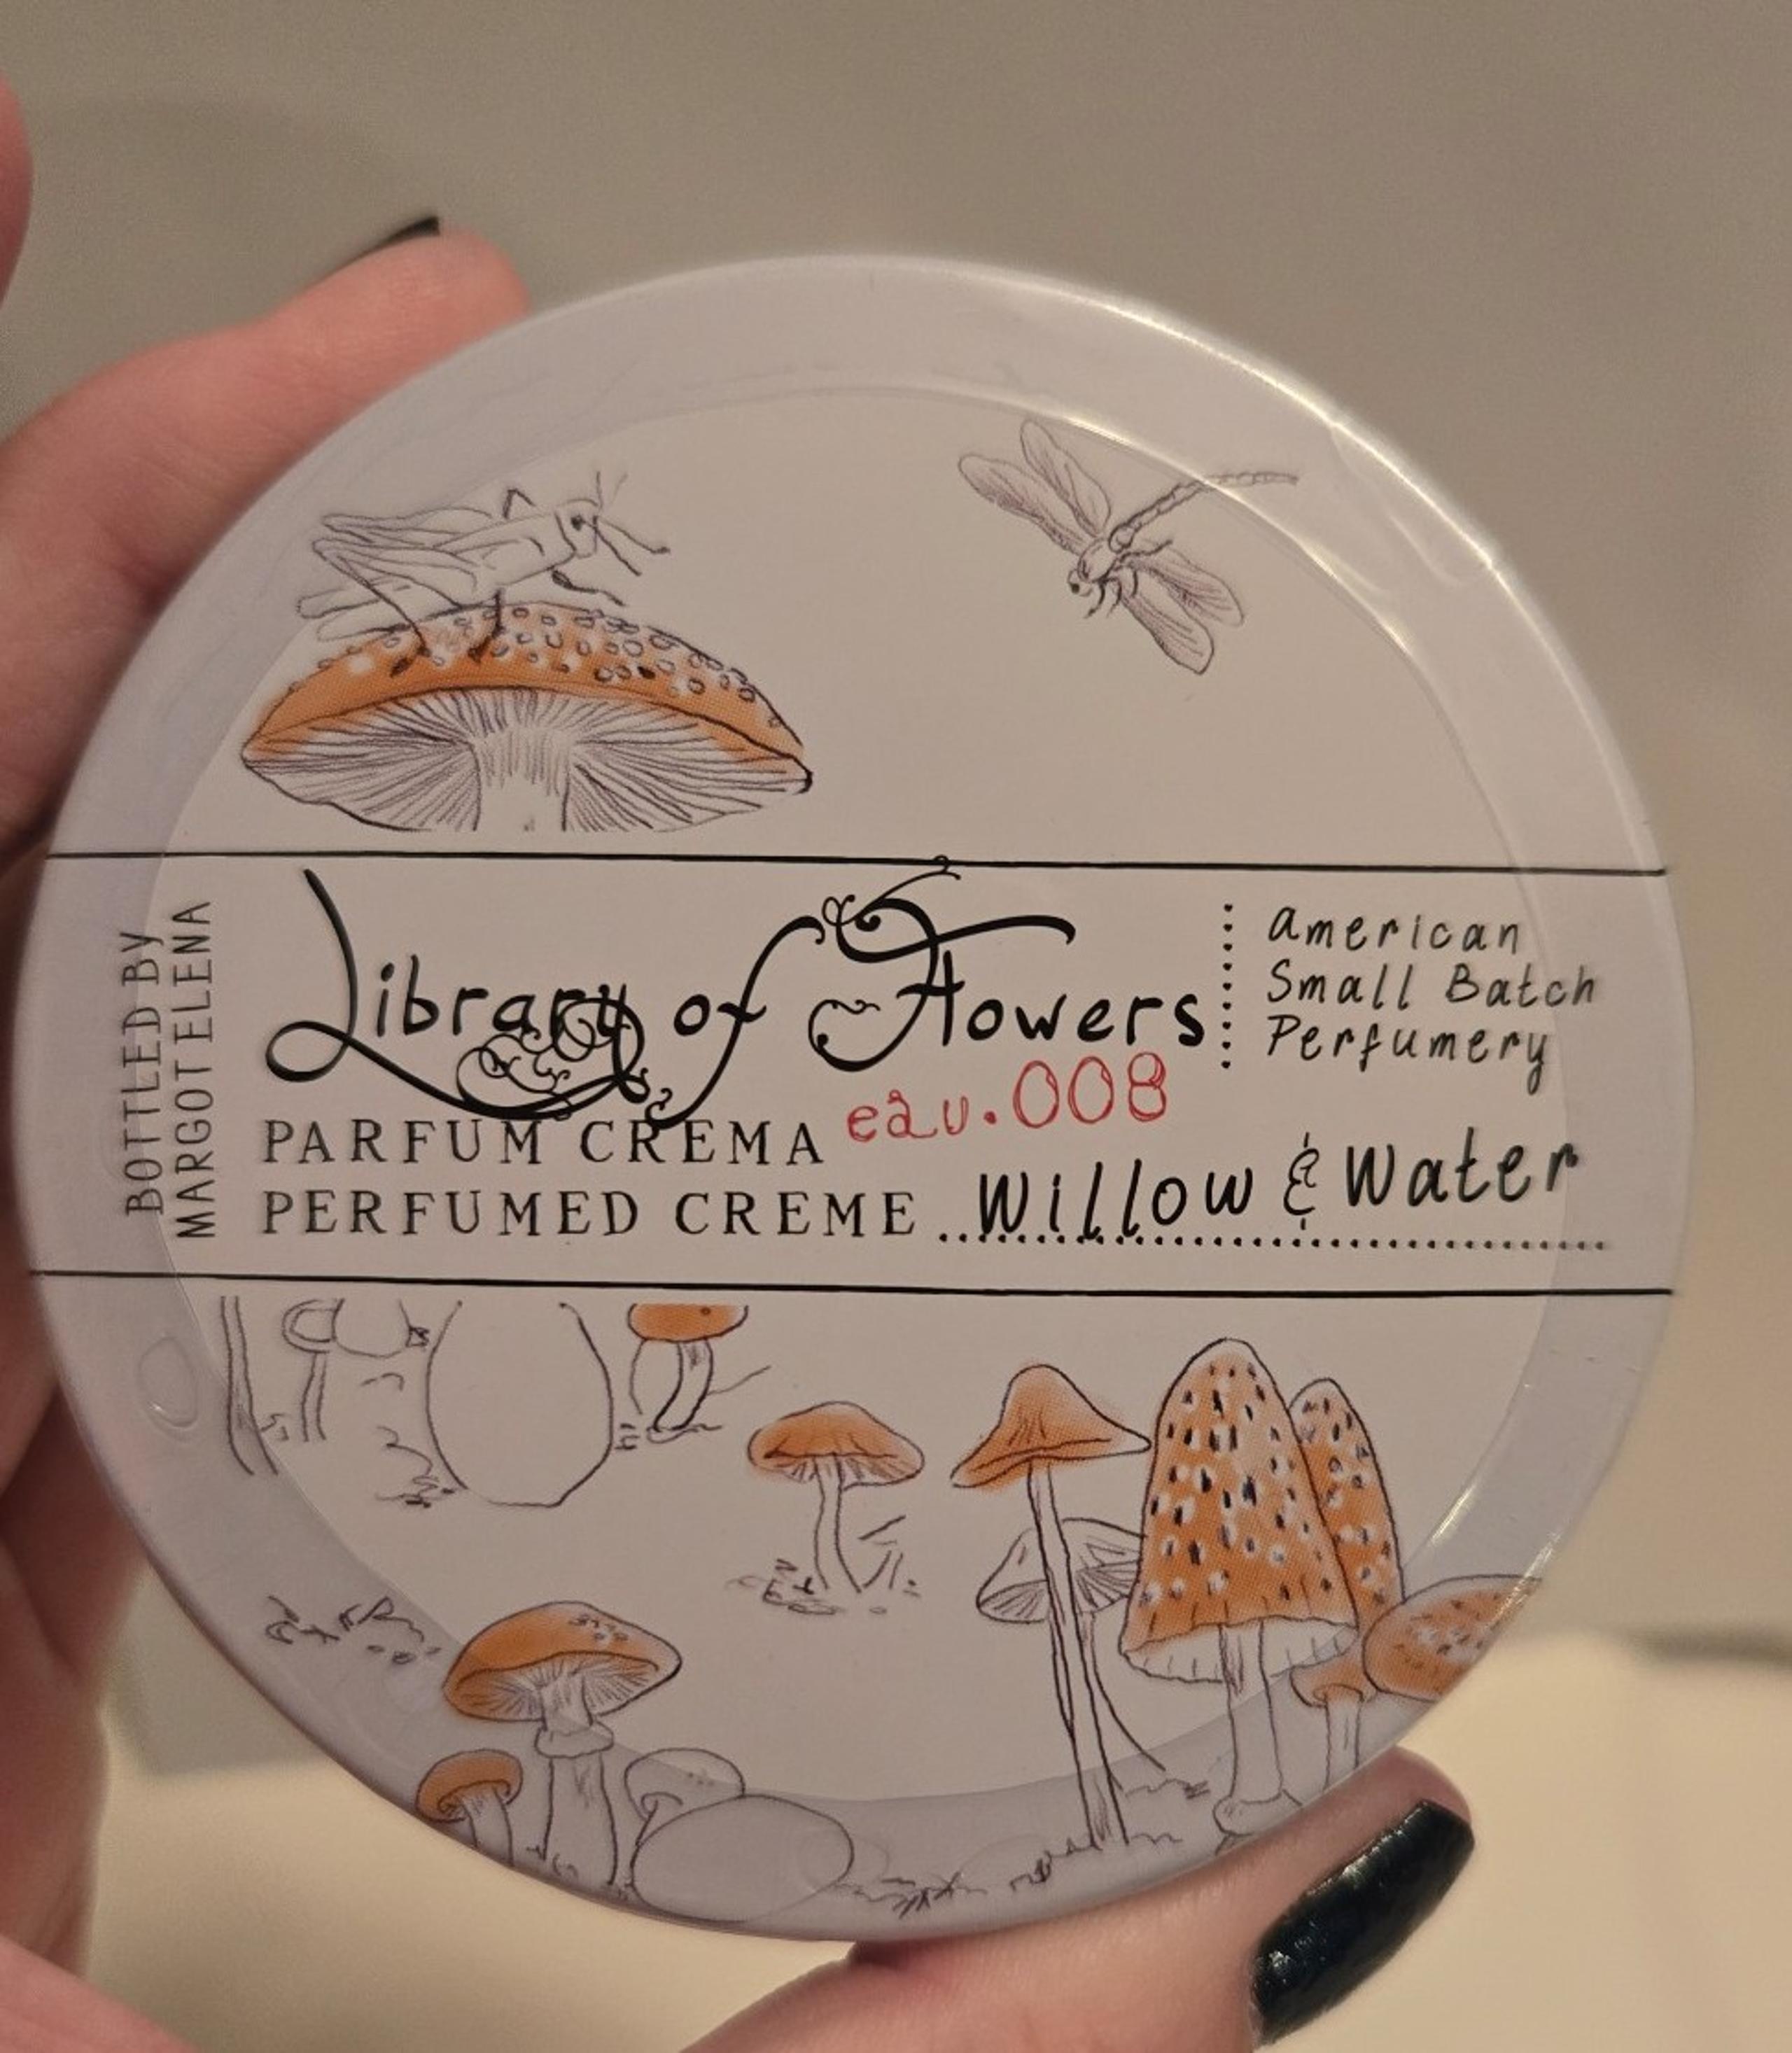 BOTTLED BY
MARGOT ELENA
Library of Flowers
american
Small Batch
Perfumery
eau.008
PARFUM CREMA
PERFUMED CREME ..Willow & Water